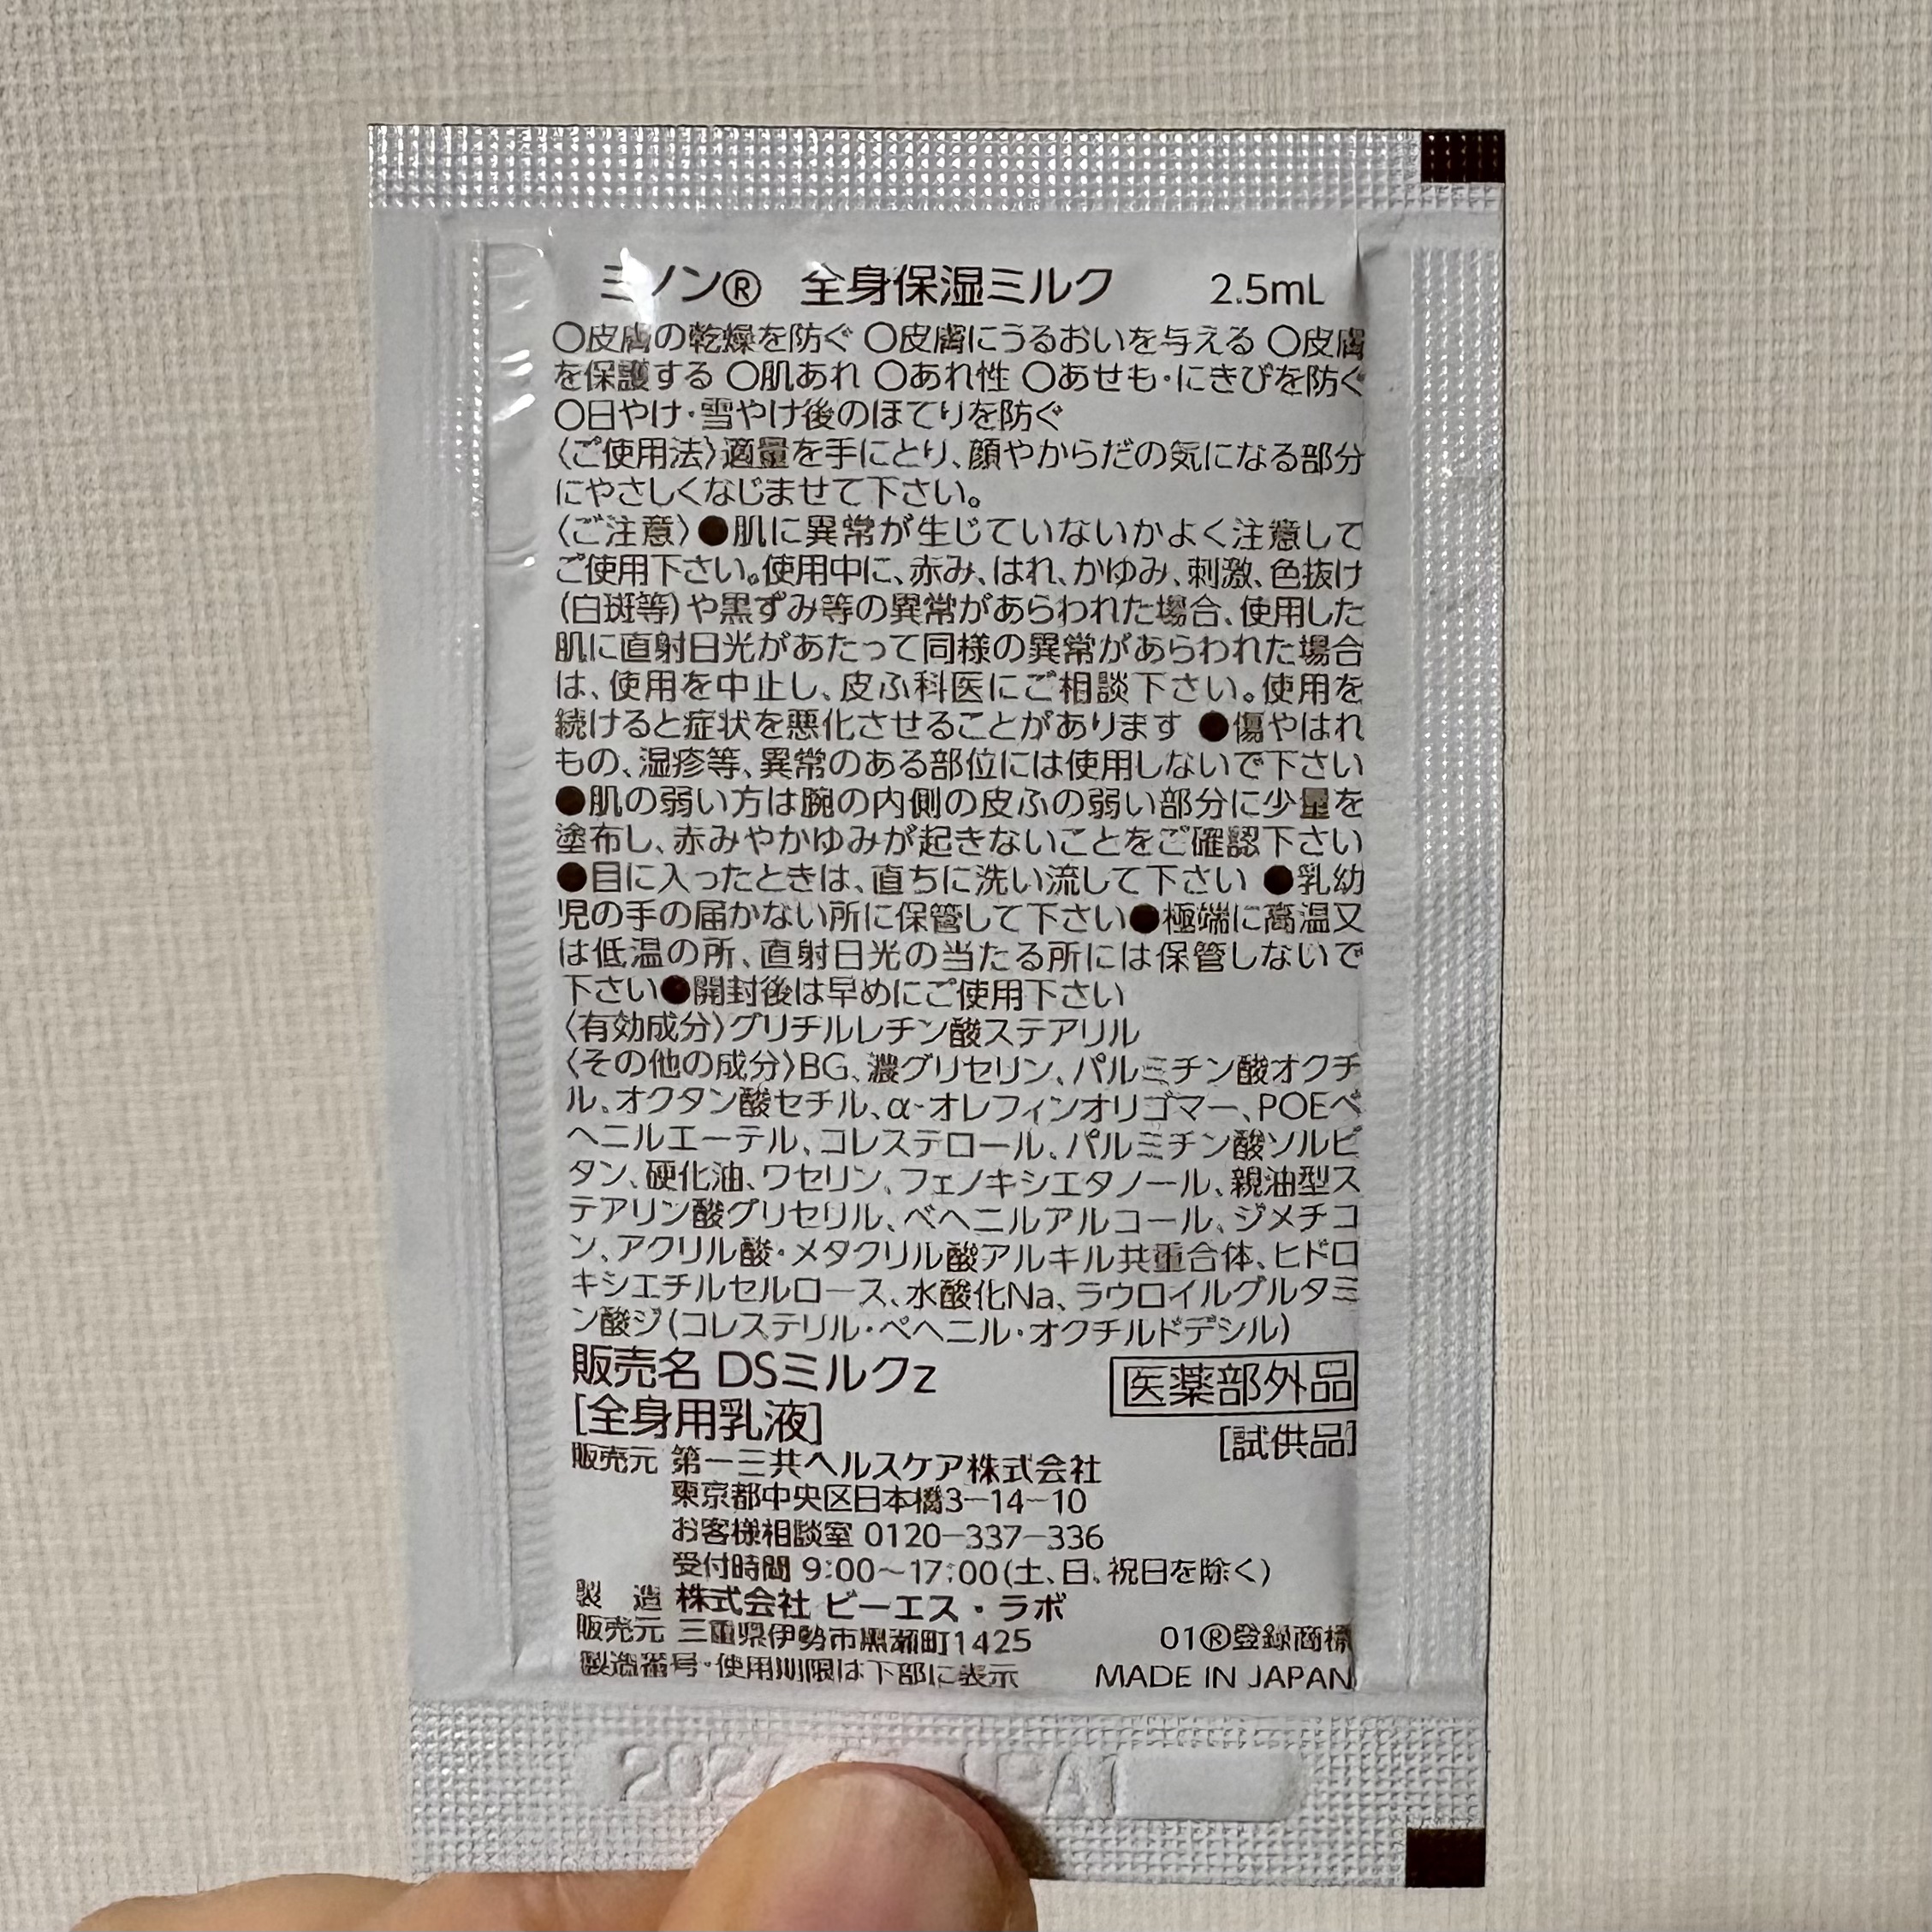 ミノン® 全身保湿ミルク 2.5mL
○皮膚の乾燥を防ぐ ○皮膚にうるおいを与える ○皮膚
を保護する ○肌あれ ○あれ性 ○あせも・にきびを防ぐ
○日やけ・雪やけ後のほてりを防ぐ
〈ご使用法〉適量を手にとり、顔やからだの気になる部分
にやさしくなじませて下さい。
〈ご注意〉●肌に異常が生じていないかよく注意して
ご使用下さい。使用中に、赤み、はれ、かゆみ、刺激、色抜け
(白斑等)や黒ずみ等の異常があらわれた場合、使用した
肌に直射日光があたって同様の異常があらわれた場合
は、使用を中止し、皮ふ科医にご相談下さい。使用を
続けると症状を悪化させることがあります ●傷やはれ
もの、湿疹等、異常のある部位には使用しないで下さい
●肌の弱い方は腕の内側の皮ふの弱い部分に少量を
塗布し、赤みやかゆみが起きないことをご確認下さい
●目に入ったときは、直ちに洗い流して下さい ●乳幼
児の手の届かない所に保管して下さい●極端に高温又
は低温の所、直射日光の当たる所には保管しないで
下さい●開封後は早めにご使用下さい
〈有効成分〉グリチルレチン酸ステアリル
〈その他の成分〉BG、濃グリセリン、パルミチン酸オクチ
ル、オクタン酸セチル、α-オレフィンオリゴマー、POEベ
ヘニルエーテル、コレステロール、パルミチン酸ソルビ
タン、硬化油、ワセリン、フェノキシエタノール、親油型ス
テアリン酸グリセリル、ベヘニルアルコール、ジメチコ
ン、アクリル酸・メタクリル酸アルキル共重合体、ヒドロ
キシエチルセルロース、水酸化Na、ラウロイルグルタミ
ン酸ジ(コレステリル・ベヘニル・オクチルドデシル)
販売名 DSミルクz 医薬部外品
[全身用乳液] [試供品]
販売元 第一三共ヘルスケア株式会社
東京都中央区日本橋3-14-10
お客様相談室 0120-337-336
受付時間 9:00~17:00(土、日、祝日を除く)
製 造 株式会社 ピーエス・ラボ
販売元 三重県伊勢市黒瀬町1425 01®登録商標
製造番号・使用期限は下部に表示 MADE IN JAPAN